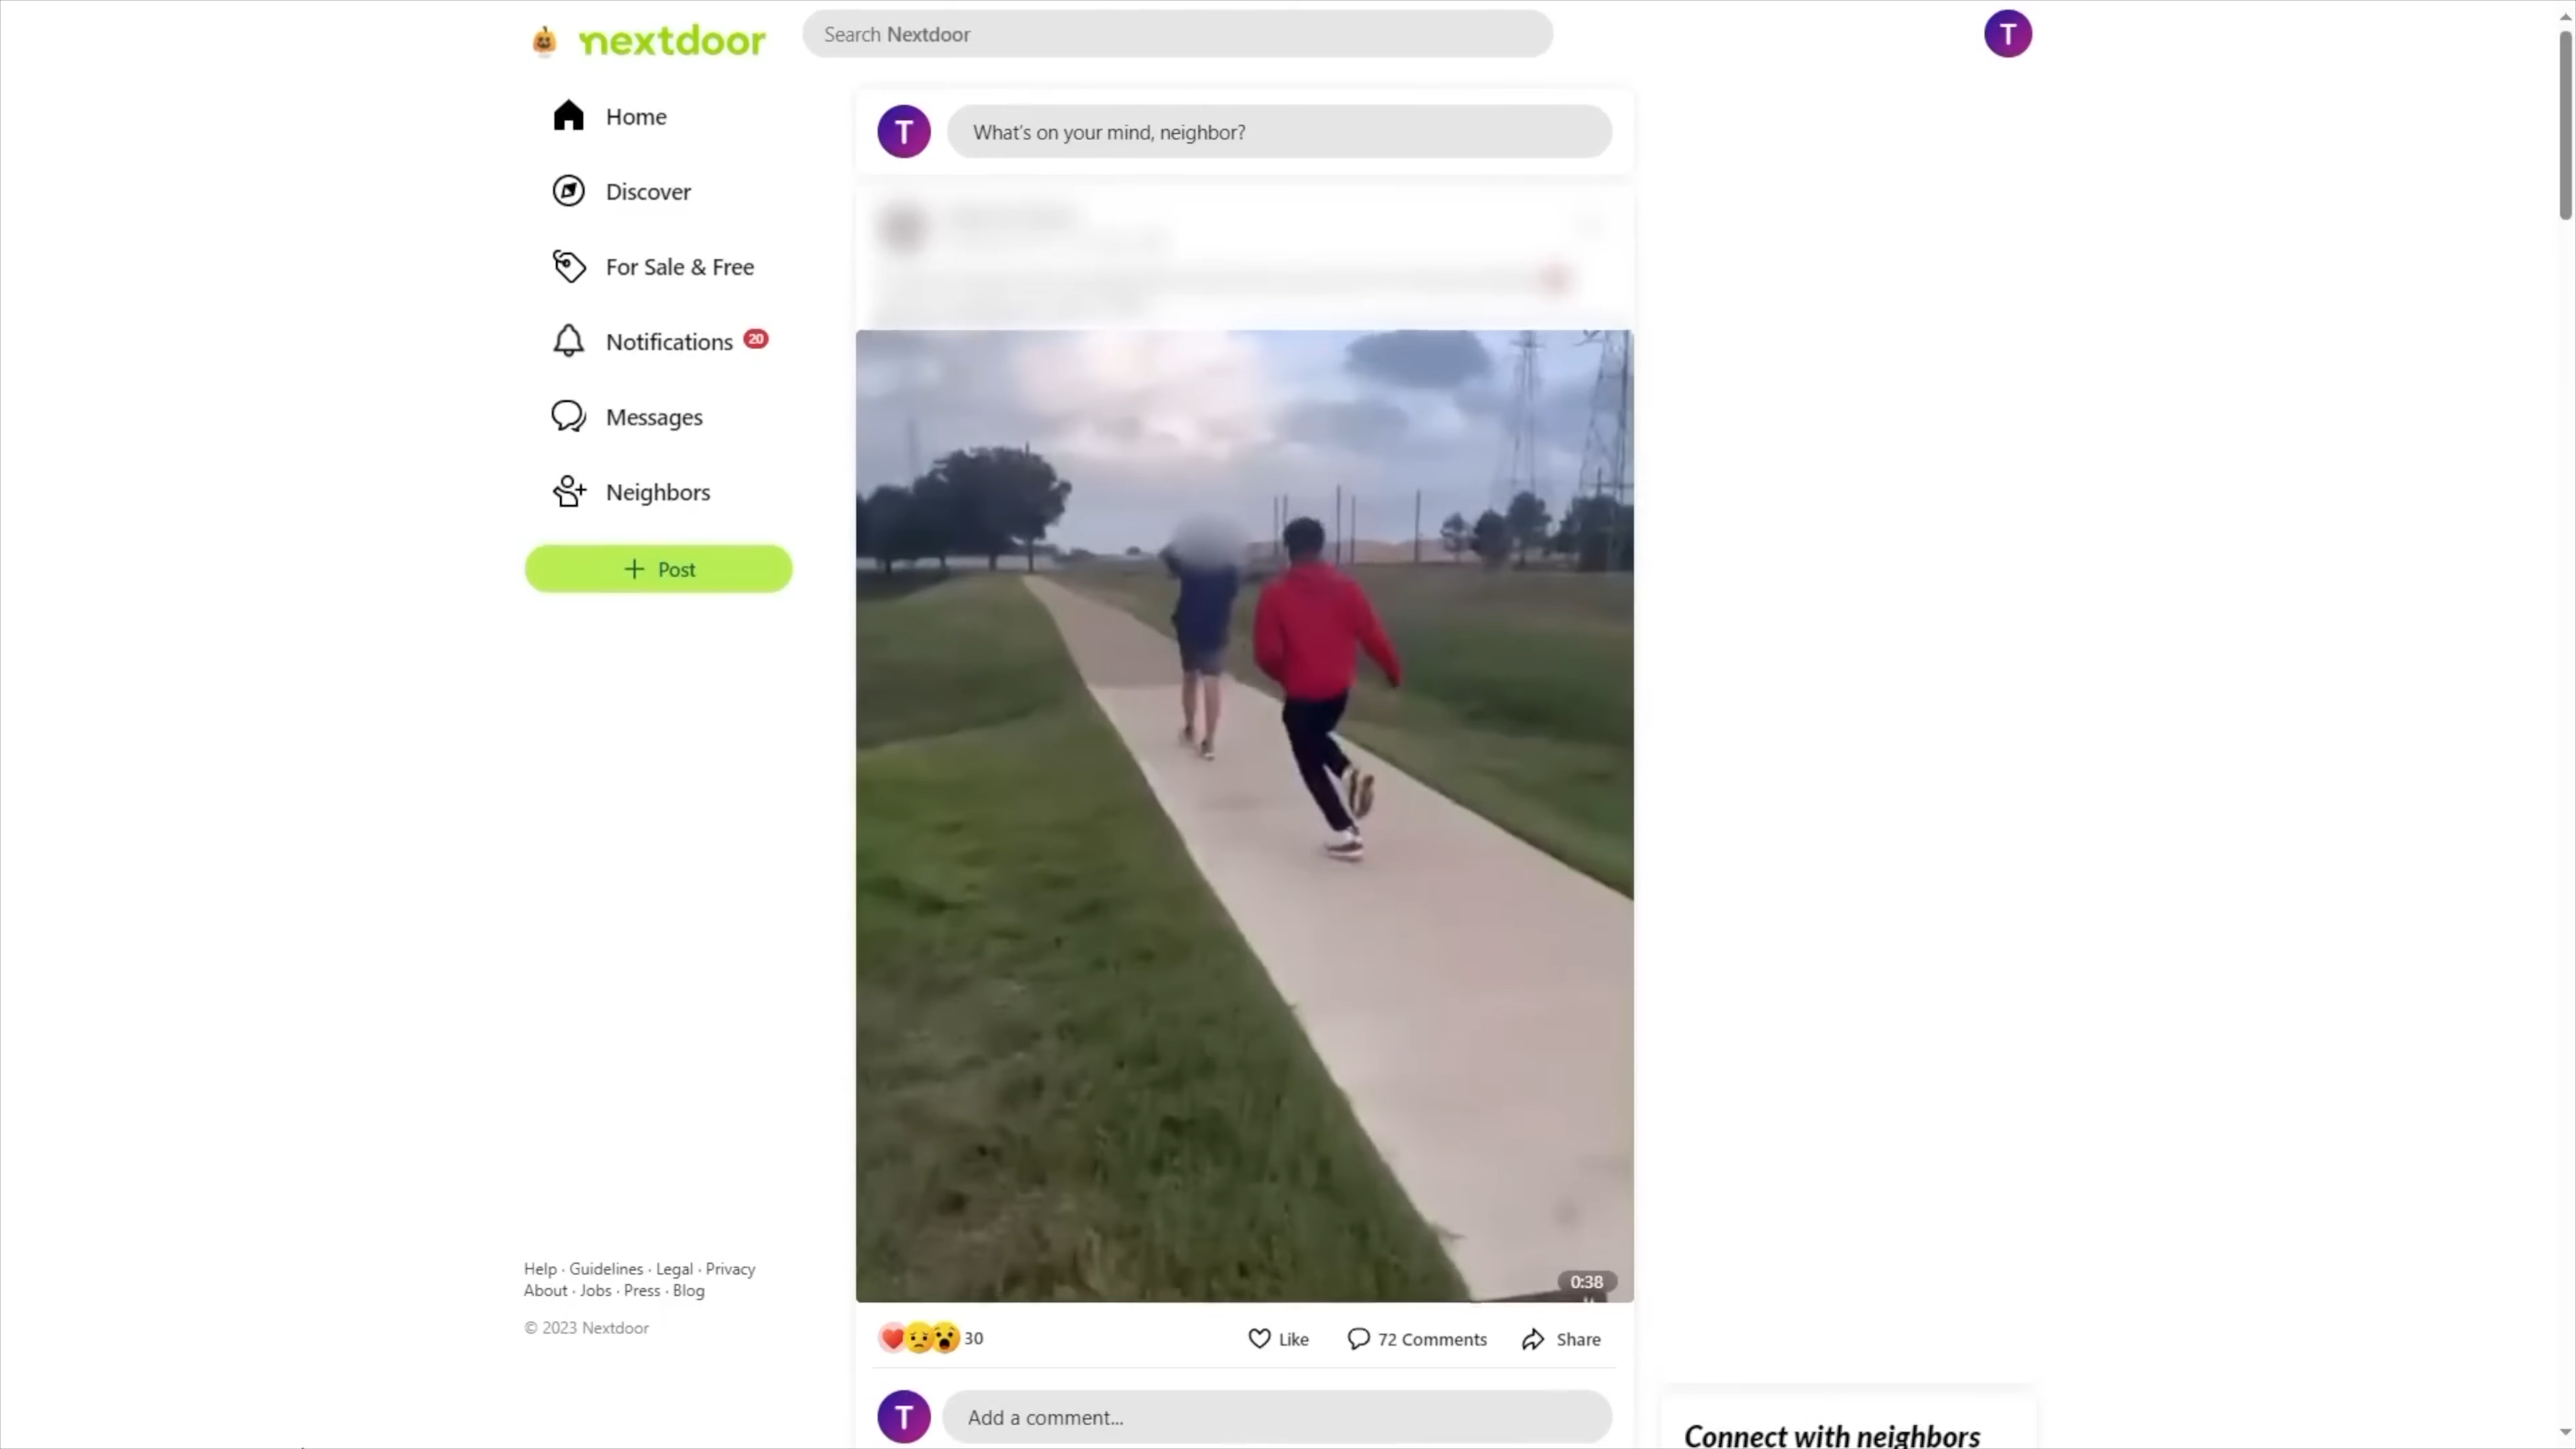 nextdoor
Search Nextdoor
T
Home
Discover
For Sale & Free
Notifications 20
Messages
Neighbors
+ Post
T
What's on your mind, neighbor?
0:38
30
Like
72 Comments
Share
T
Add a comment...
Help · Guidelines · Legal · Privacy
About · Jobs · Press · Blog
© 2023 Nextdoor
Connect with neighbors